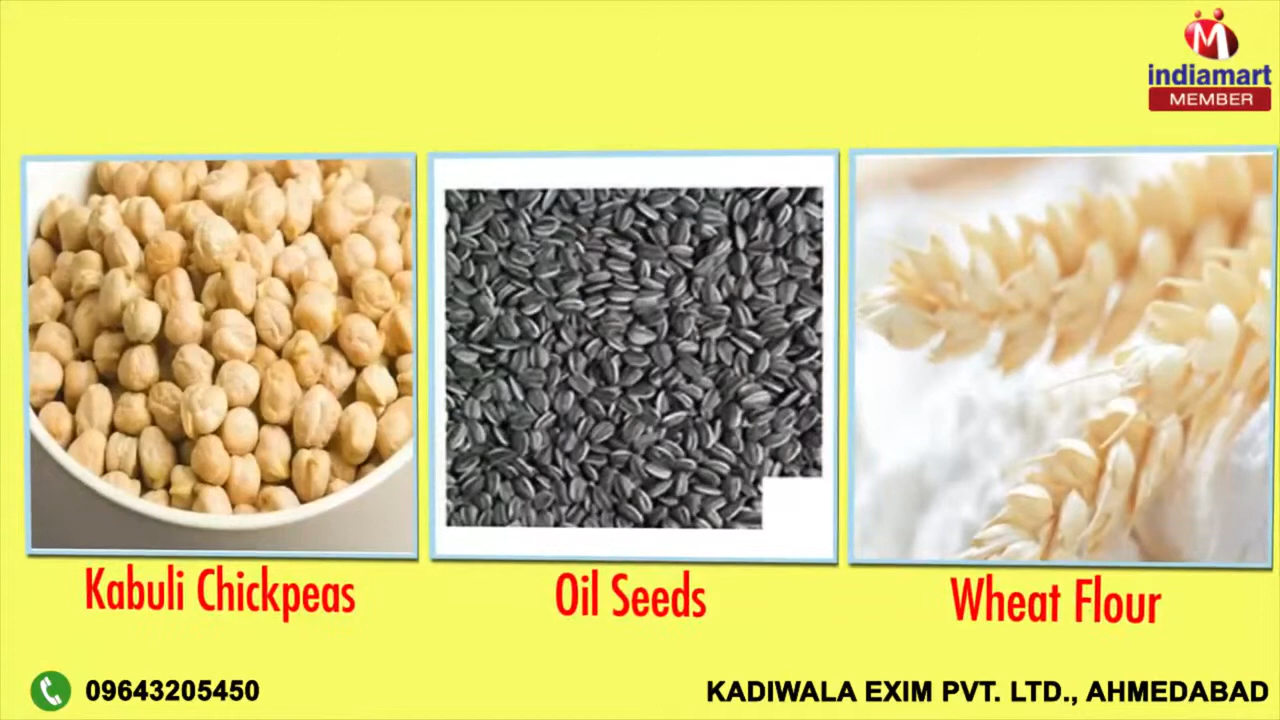 M
indiamart
MEMBER
Kabuli Chickpeas
Oil Seeds
Wheat Flour
09643205450
KADIWALA EXIM PVT. LTD., AHMEDABAD